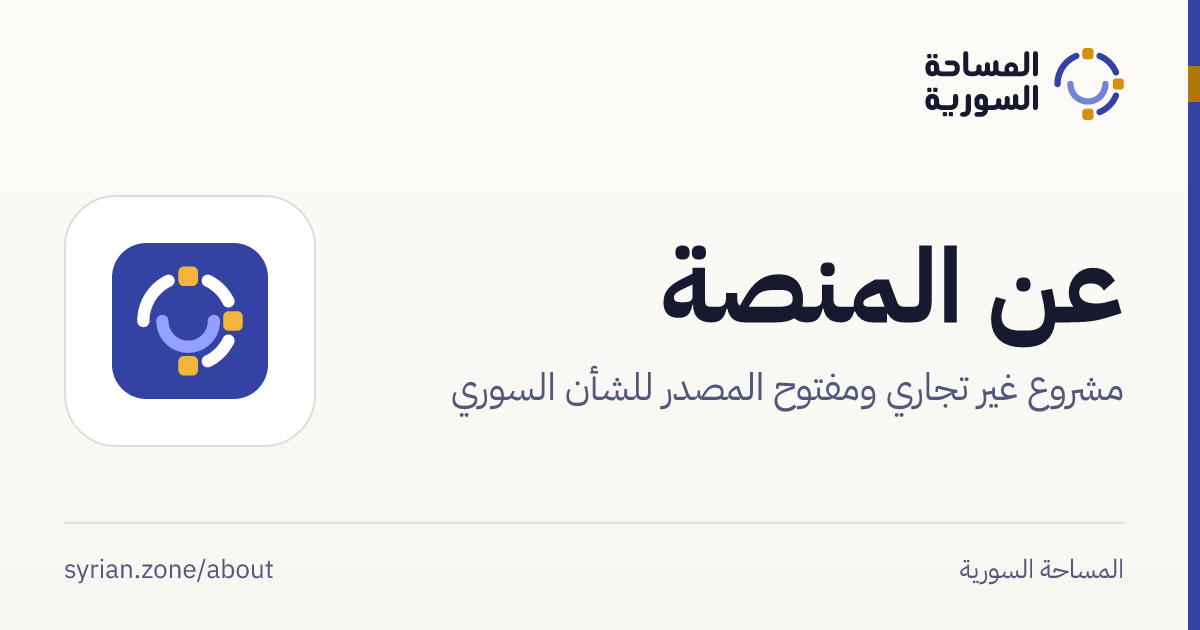 المساحة
السورية
عن المنصة
مشروع غير تجاري ومفتوح المصدر للشأن السوري
المساحة السورية
syrian.zone/about